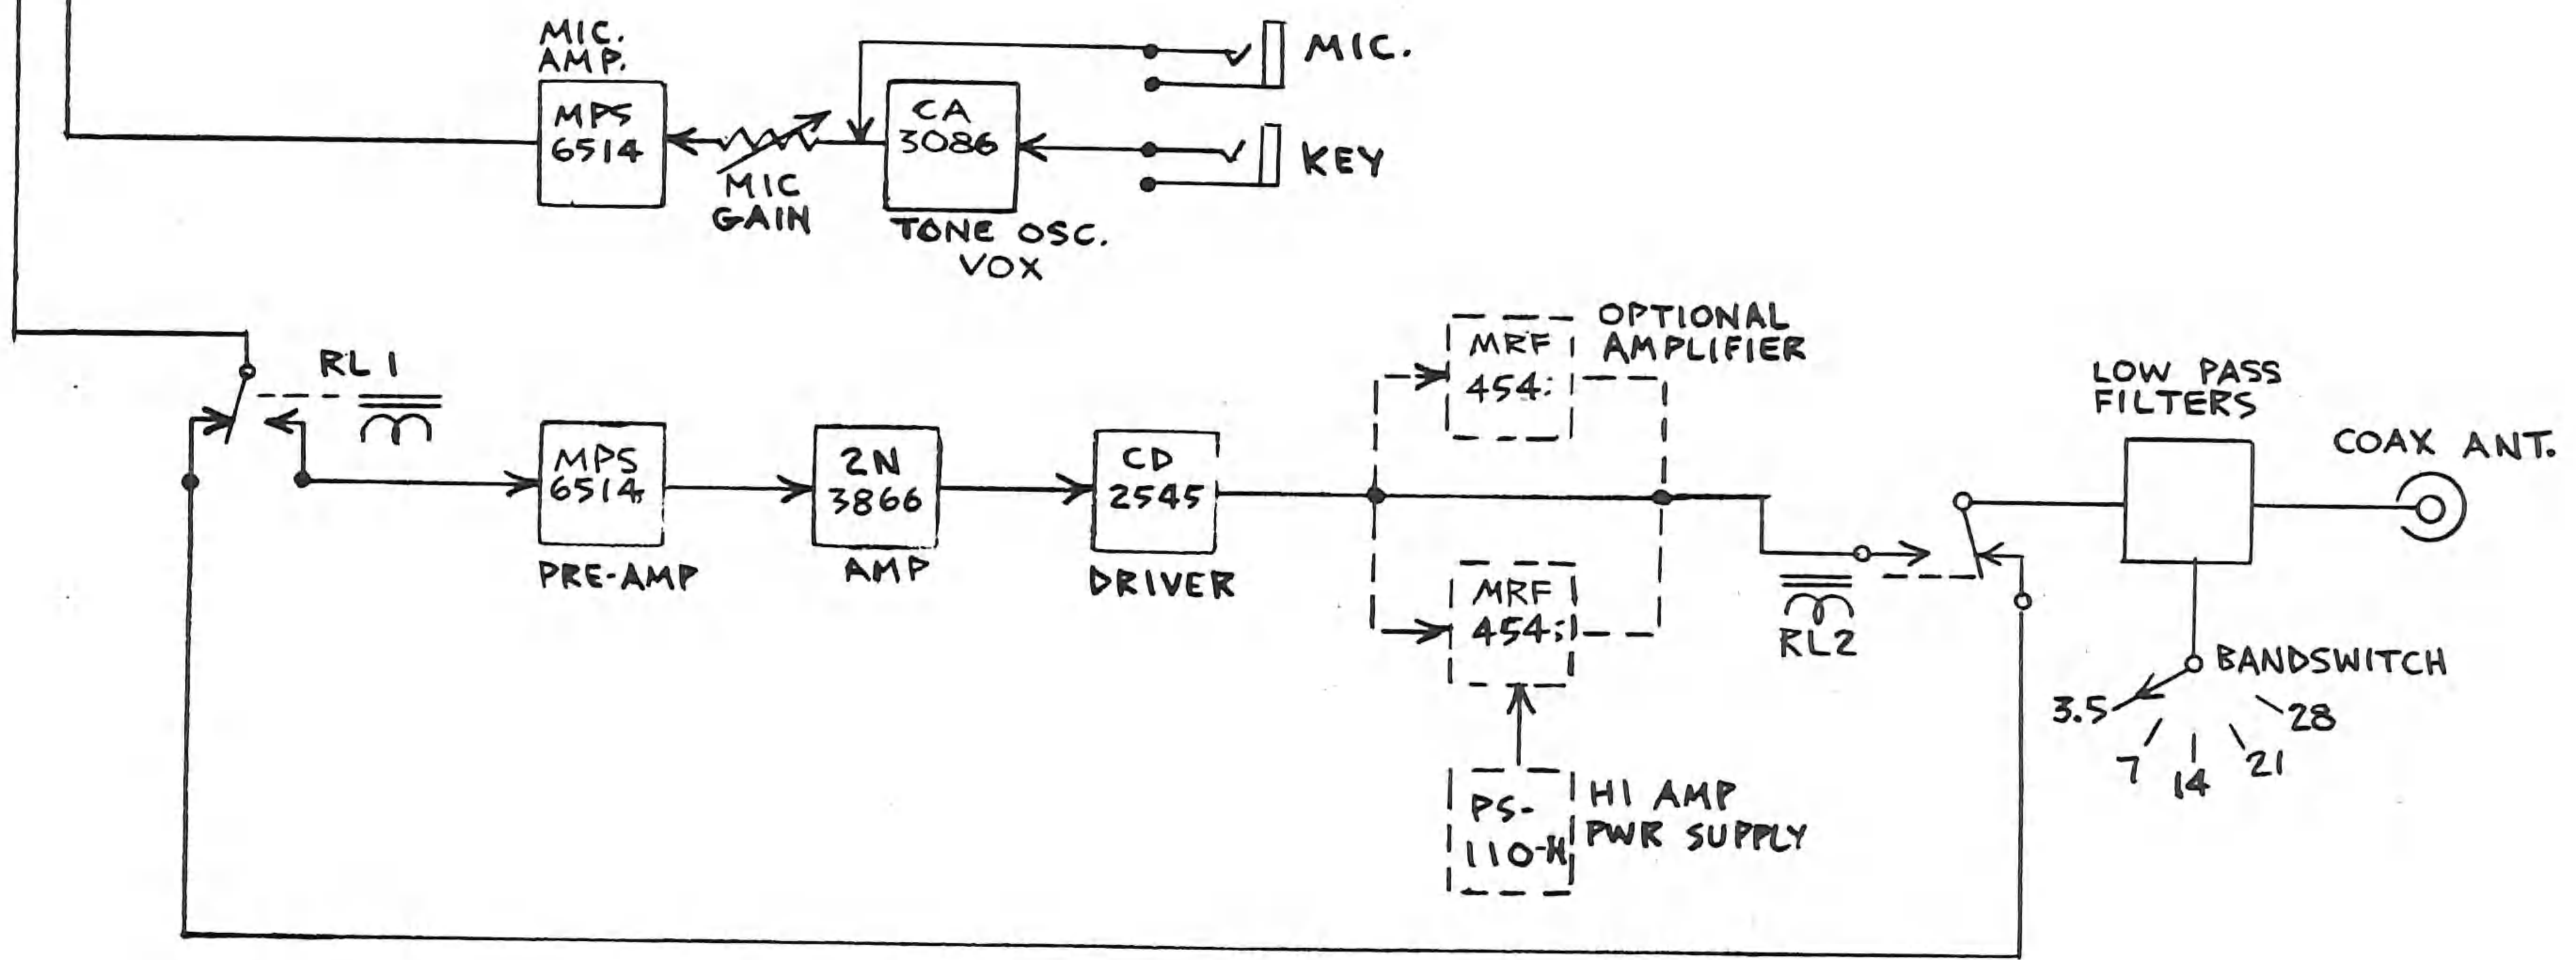 MIC.
AMP.
MPS
6514
MIC
GAIN
CA
3086
TONE OSC.
VOX
MIC.
KEY
RL 1
MPS
6514
PRE-AMP
2N
3866
AMP
CD
2545
DRIVER
MRF
454
OPTIONAL
AMPLIFIER
MRF
454
PS-
110-H
HI AMP
PWR SUPPLY
RL2
LOW PASS
FILTERS
COAX ANT.
BANDSWITCH
3.5
7
14
21
28